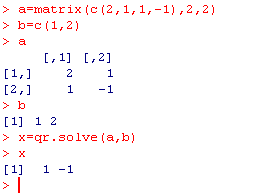 > a=matrix(c(2,1,1,-1),2,2)
> b=c(1,2)
> a
[,1] [,2]
[1,] 2 1
[2,] 1 -1
> b
[1] 1 2
> x=qr.solve(a,b)
> x
[1] 1 -1
>